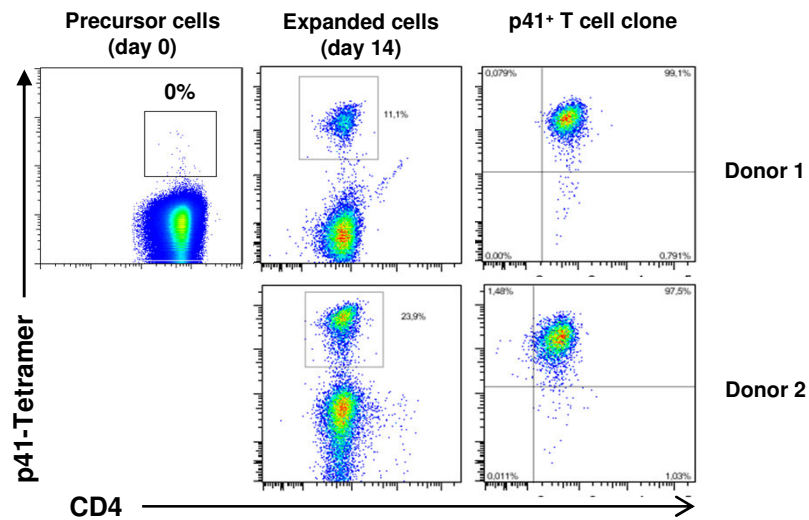 Precursor cells
(day 0)
Expanded cells
(day 14)
p41⁺ T cell clone
0%
11,1%
0,079%
99,1%
0,00%
0,791%
Donor 1
23,9%
1,48%
97,5%
0,011%
1,03%
Donor 2
p41-Tetramer
CD4